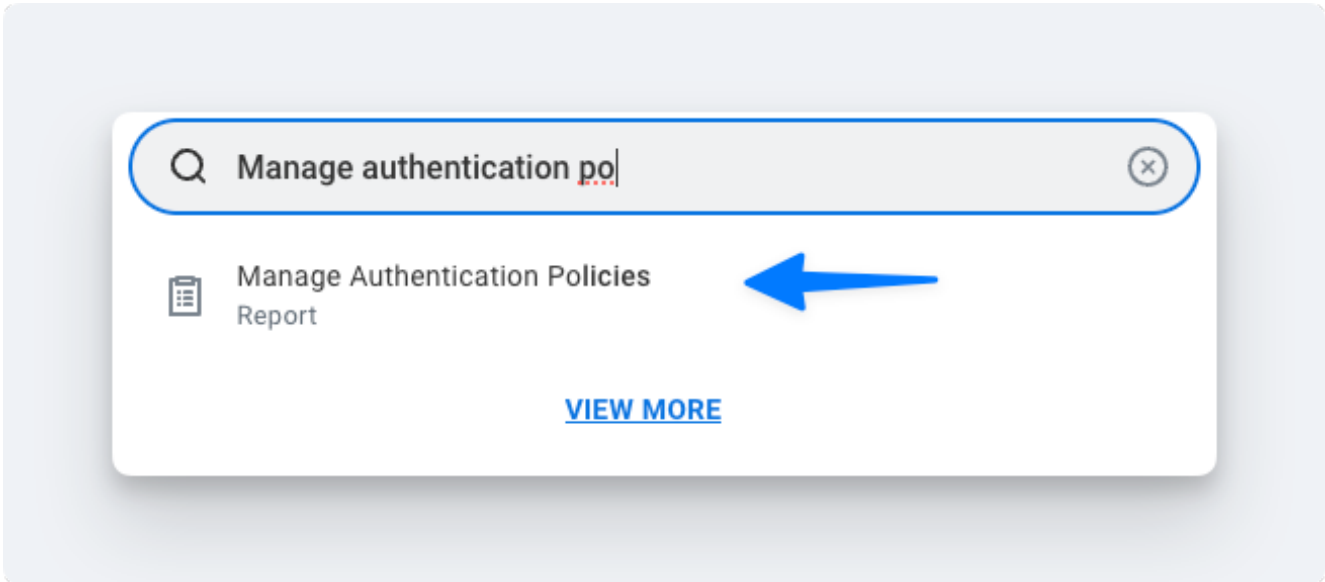 Manage authentication po
Manage Authentication Policies
Report
VIEW MORE